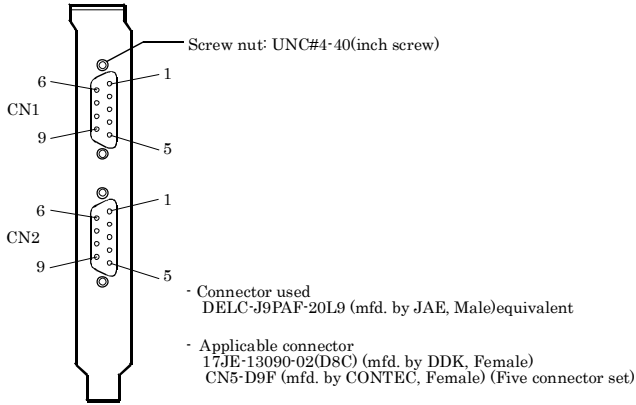 Screw nut: UNC#4-40(inch screw)
1
6
CN1
9
5
1
6
CN2
9
5
- Connector used
DELC-J9PAF-20L9 (mfd. by JAE, Male)equivalent
- Applicable connector
17JE-13090-02(D8C) (mfd. by DDK, Female)
CN5-D9F (mfd. by CONTEC, Female) (Five connector set)